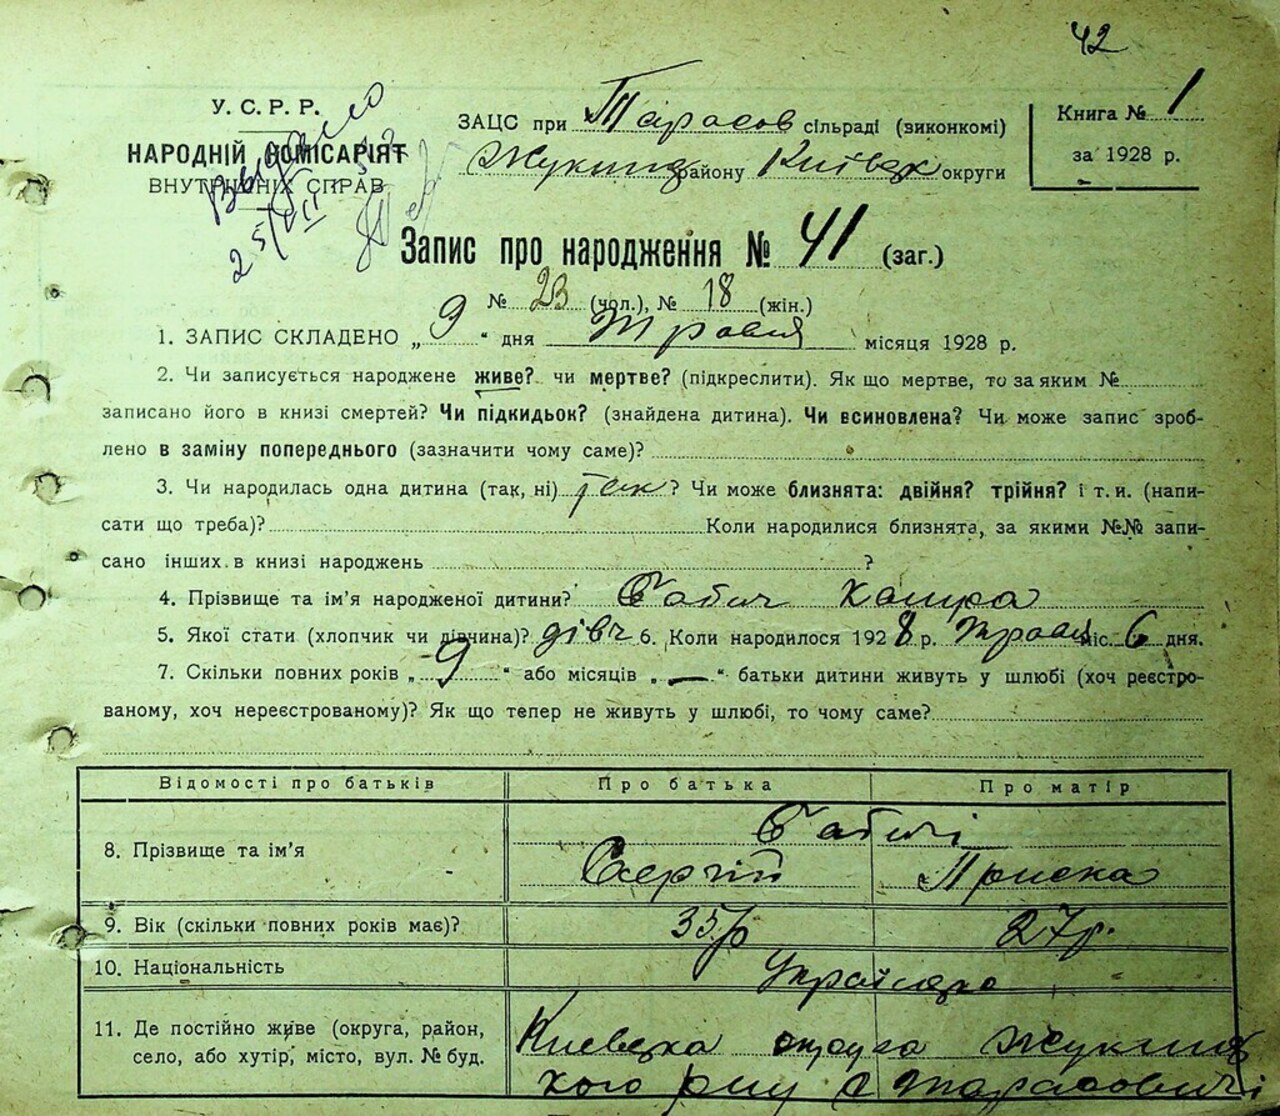 42
У. С. Р. Р.
НАРОДНІЙ КОМІСАРІЯТ
ВНУТРІШНІХ СПРАВ
Выдано
25/VII
ЗАЦС при Тарасов сільраді (виконкомі)
Жукинз району Київськ округи
Книга № 1
за 1928 р.
Запис про народження № 41 (заг.)
№ 23 (чол.), № 18 (жін.)
1. ЗАПИС СКЛАДЕНО „ 9 “ дня Травня місяця 1928 р.
2. Чи записується народжене живе? чи мертве? (підкреслити). Як що мертве, то за яким №
записано його в книзі смертей? Чи підкидьок? (знайдена дитина). Чи всиновлена? Чи може запис зроб-
лено в заміну попереднього (зазначити чому саме)?
3. Чи народилась одна дитина (так, ні) так? Чи може близнята: двійня? трійня? і т. и. (напи-
сати що треба)? Коли народилися близнята, за якими №№ запи-
сано інших в книзі народжень ?
4. Прізвище та ім’я народженої дитини? Бабич
5. Якої стати (хлопчик чи дівчина)? дівч 6. Коли народилося 1928 р. Травня міс. 6 дня.
7. Скільки повних років „ 9 “ або місяців „ — “ батьки дитини живуть у шлюбі (хоч реєстро-
ваному, хоч нереєстрованому)? Як що тепер не живуть у шлюбі, то чому саме?
Відомості про батьків Про батька Про матір
Бабичі
8. Прізвище та ім’я Сергій Приска
9. Вік (скільки повних років має)? 35р 27р.
10. Національність Українська
11. Де постійно живе (округа, район, Киевська округа Жукинс
село, або хутір, місто, вул. № буд. кого рну с Тарасовичі